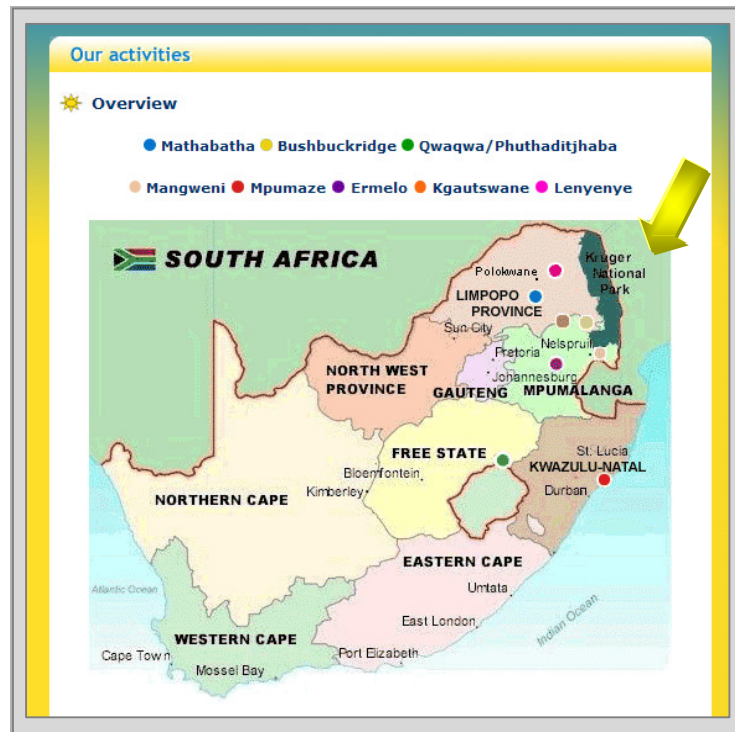 Our activities
Overview
Mathabatha Bushbuckridge Qwaqwa/Phuthaditjhaba
Mangweni Mpumaze Ermelo Kgautswane Lenyenye
SOUTH AFRICA
Kruger
National
Park
Polokwane
LIMPOPO
PROVINCE
Sun City
Nelspruit
Pretoria
Johannesburg
NORTH WEST
PROVINCE
GAUTENG
MPUMALANGA
FREE STATE
St. Lucia
KWAZULU-NATAL
Bloemfontein
Kimberley
Durban
NORTHERN CAPE
EASTERN CAPE
Umtata
Atlantic Ocean
East London
Indian Ocean
WESTERN CAPE
Cape Town
Port Elizabeth
Mossel Bay